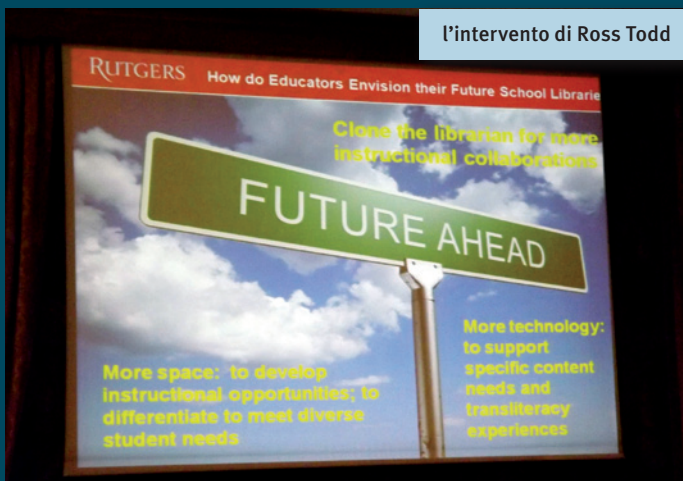 l'intervento di Ross Todd
RUTGERS How do Educators Envision their Future School Librarie
Clone the librarian for more
instructional collaborations
FUTURE AHEAD
More space: to develop
instructional opportunities; to
differentiate to meet diverse
student needs
More technology:
to support
specific content
needs and
transliteracy
experiences